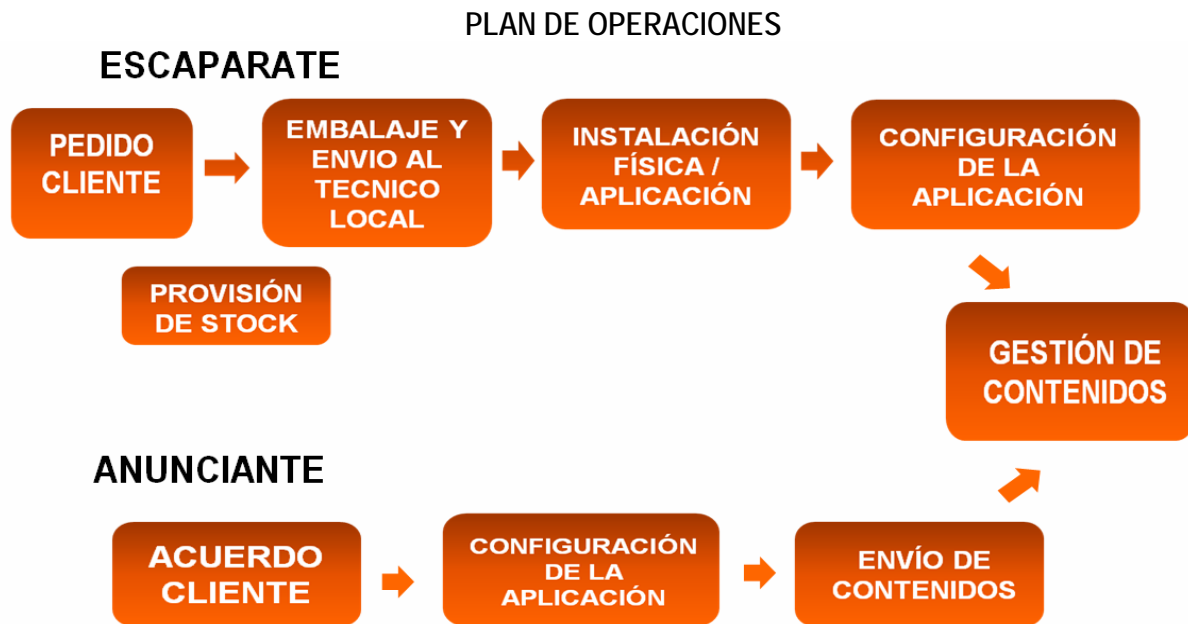 PLAN DE OPERACIONES
ESCAPARATE
PEDIDO
CLIENTE
EMBALAJE Y
ENVIO AL
TECNICO
LOCAL
INSTALACIÓN
FÍSICA /
APLICACIÓN
CONFIGURACIÓN
DE LA
APLICACIÓN
PROVISIÓN
DE STOCK
GESTIÓN DE
CONTENIDOS
ANUNCIANTE
ACUERDO
CLIENTE
CONFIGURACIÓN
DE LA
APLICACIÓN
ENVÍO DE
CONTENIDOS